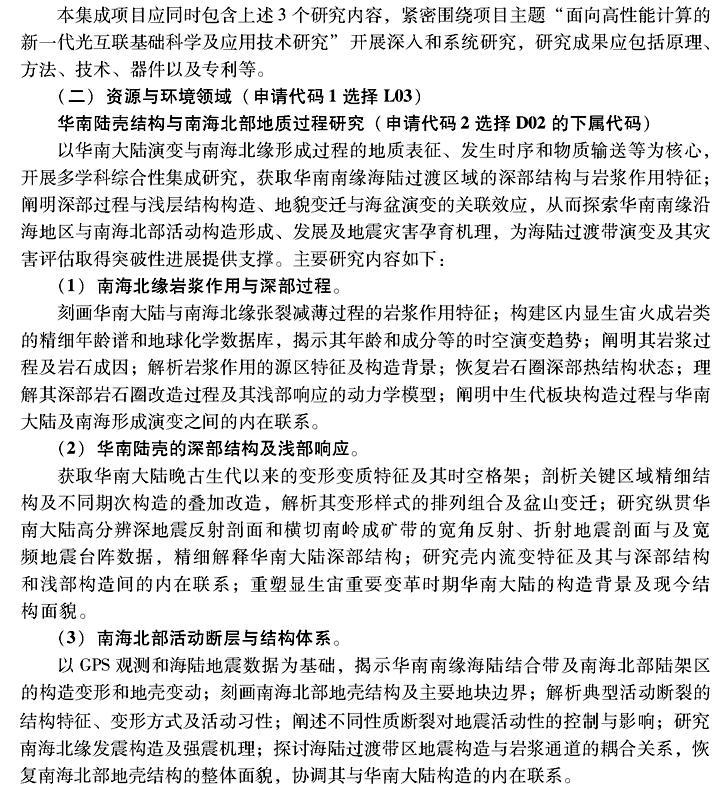 本集成项目应同时包含上述 3 个研究内容，紧密围绕项目主题“面向高性能计算的
新一代光互联基础科学及应用技术研究”开展深入和系统研究，研究成果应包括原理、
方法、技术、器件以及专利等。
（二）资源与环境领域（申请代码 1 选择 L03）
华南陆壳结构与南海北部地质过程研究（申请代码 2 选择 D02 的下属代码）
以华南大陆演变与南海北缘形成过程的地质表征、发生时序和物质输送等为核心，
开展多学科综合性集成研究，获取华南南缘海陆过渡区域的深部结构与岩浆作用特征；
阐明深部过程与浅层结构构造、地貌变迁与海盆演变的关联效应，从而探索华南南缘沿
海地区与南海北部活动构造形成、发展及地震灾害孕育机理，为海陆过渡带演变及其灾
害评估取得突破性进展提供支撑。主要研究内容如下：
（1）南海北缘岩浆作用与深部过程。
刻画华南大陆与南海北缘张裂减薄过程的岩浆作用特征；构建区内显生宙火成岩类
的精细年龄谱和地球化学数据库，揭示其年龄和成分等的时空演变趋势；阐明其岩浆过
程及岩石成因；解析岩浆作用的源区特征及构造背景；恢复岩石圈深部热结构状态；理
解其深部岩石圈改造过程及其浅部响应的动力学模型；阐明中生代板块构造过程与华南
大陆及南海形成演变之间的内在联系。
（2）华南陆壳的深部结构及浅部响应。
获取华南大陆晚古生代以来的变形变质特征及其时空格架；剖析关键区域精细结
构及不同期次构造的叠加改造，解析其变形样式的排列组合及盆山变迁；研究纵贯华
南大陆高分辨深地震反射剖面和横切南岭成矿带的宽角反射、折射地震剖面与及宽
频地震台阵数据，精细解释华南大陆深部结构；研究壳内流变特征及其与深部结构
和浅部构造间的内在联系；重塑显生宙重要变革时期华南大陆的构造背景及现今结
构面貌。
（3）南海北部活动断层与结构体系。
以 GPS 观测和海陆地震数据为基础，揭示华南南缘海陆结合带及南海北部陆架区
的构造变形和地壳变动；刻画南海北部地壳结构及主要地块边界；解析典型活动断裂的
结构特征、变形方式及活动习性；阐述不同性质断裂对地震活动性的控制与影响；研究
南海北缘发震构造及强震机理；探讨海陆过渡带区地震构造与岩浆通道的耦合关系，恢
复南海北部地壳结构的整体面貌，协调其与华南大陆构造的内在联系。